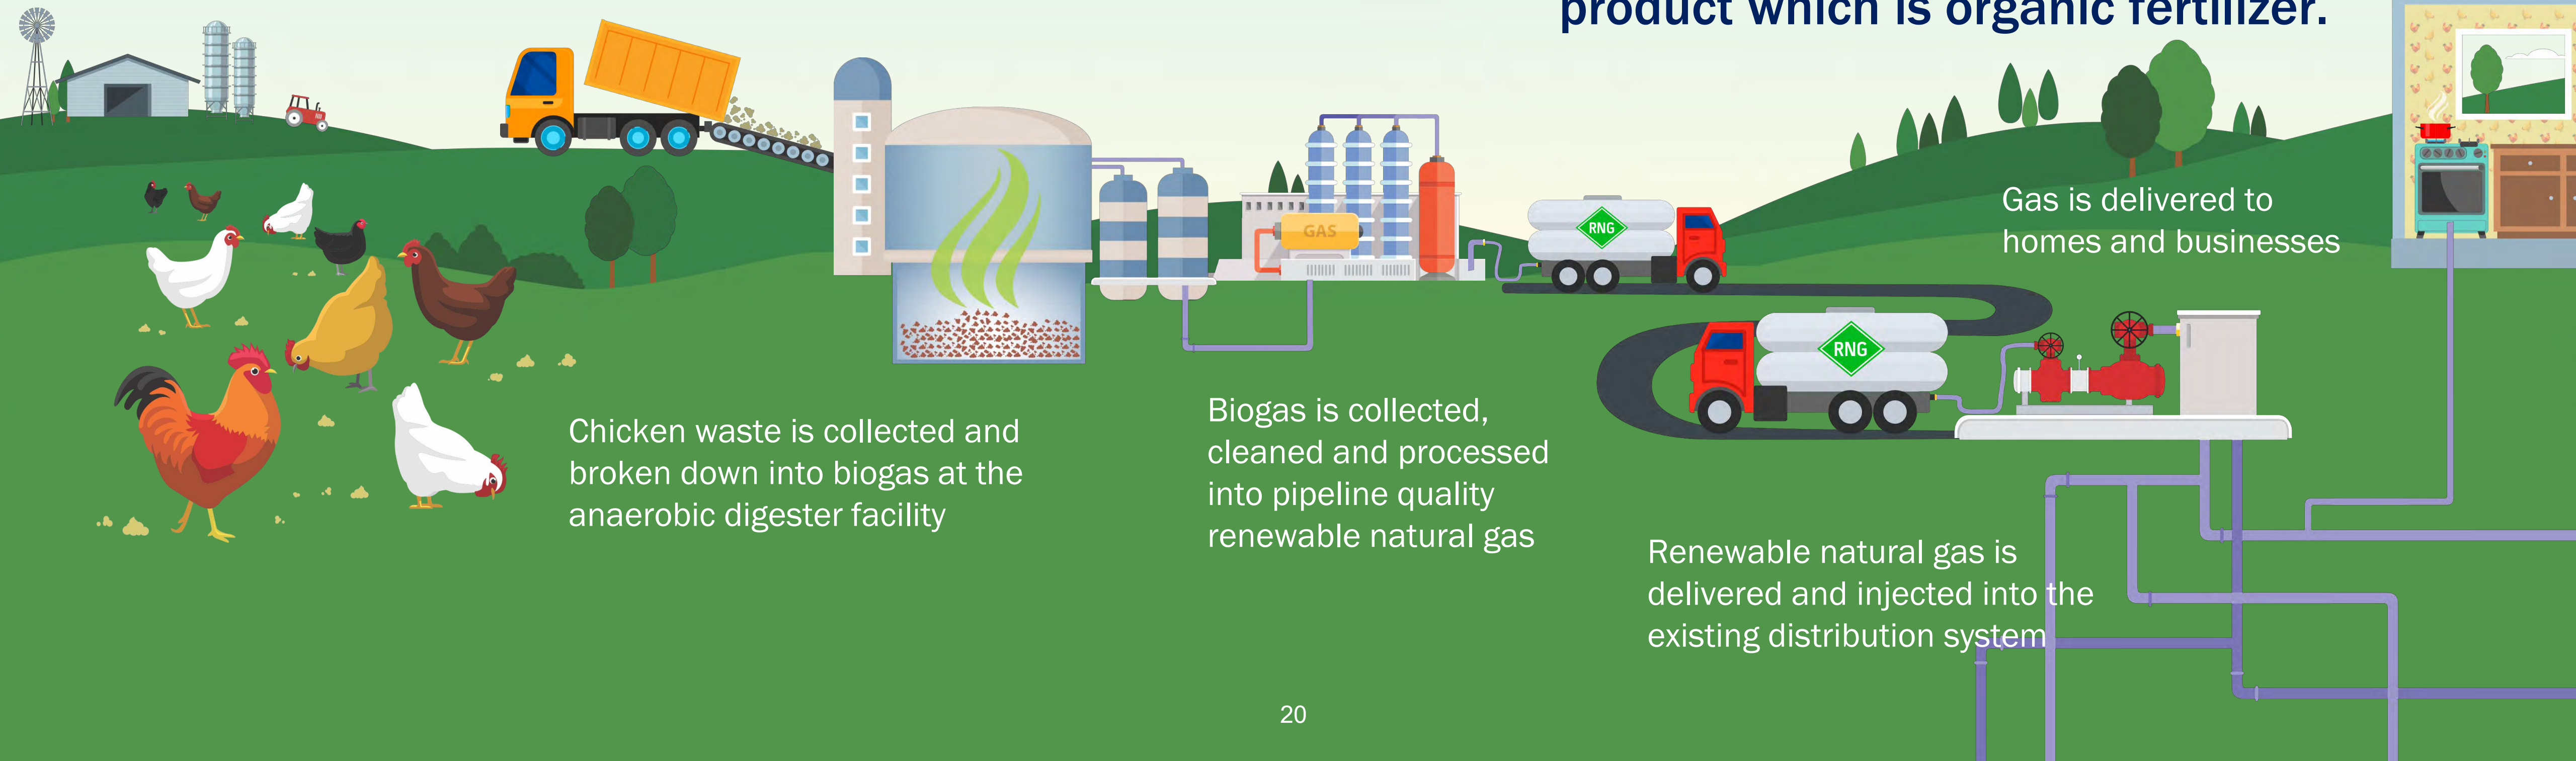 product which is organic fertilizer.
GAS
RNG
Gas is delivered to
homes and businesses
RNG
Chicken waste is collected and
broken down into biogas at the
anaerobic digester facility
Biogas is collected,
cleaned and processed
into pipeline quality
renewable natural gas
Renewable natural gas is
delivered and injected into the
existing distribution system
20